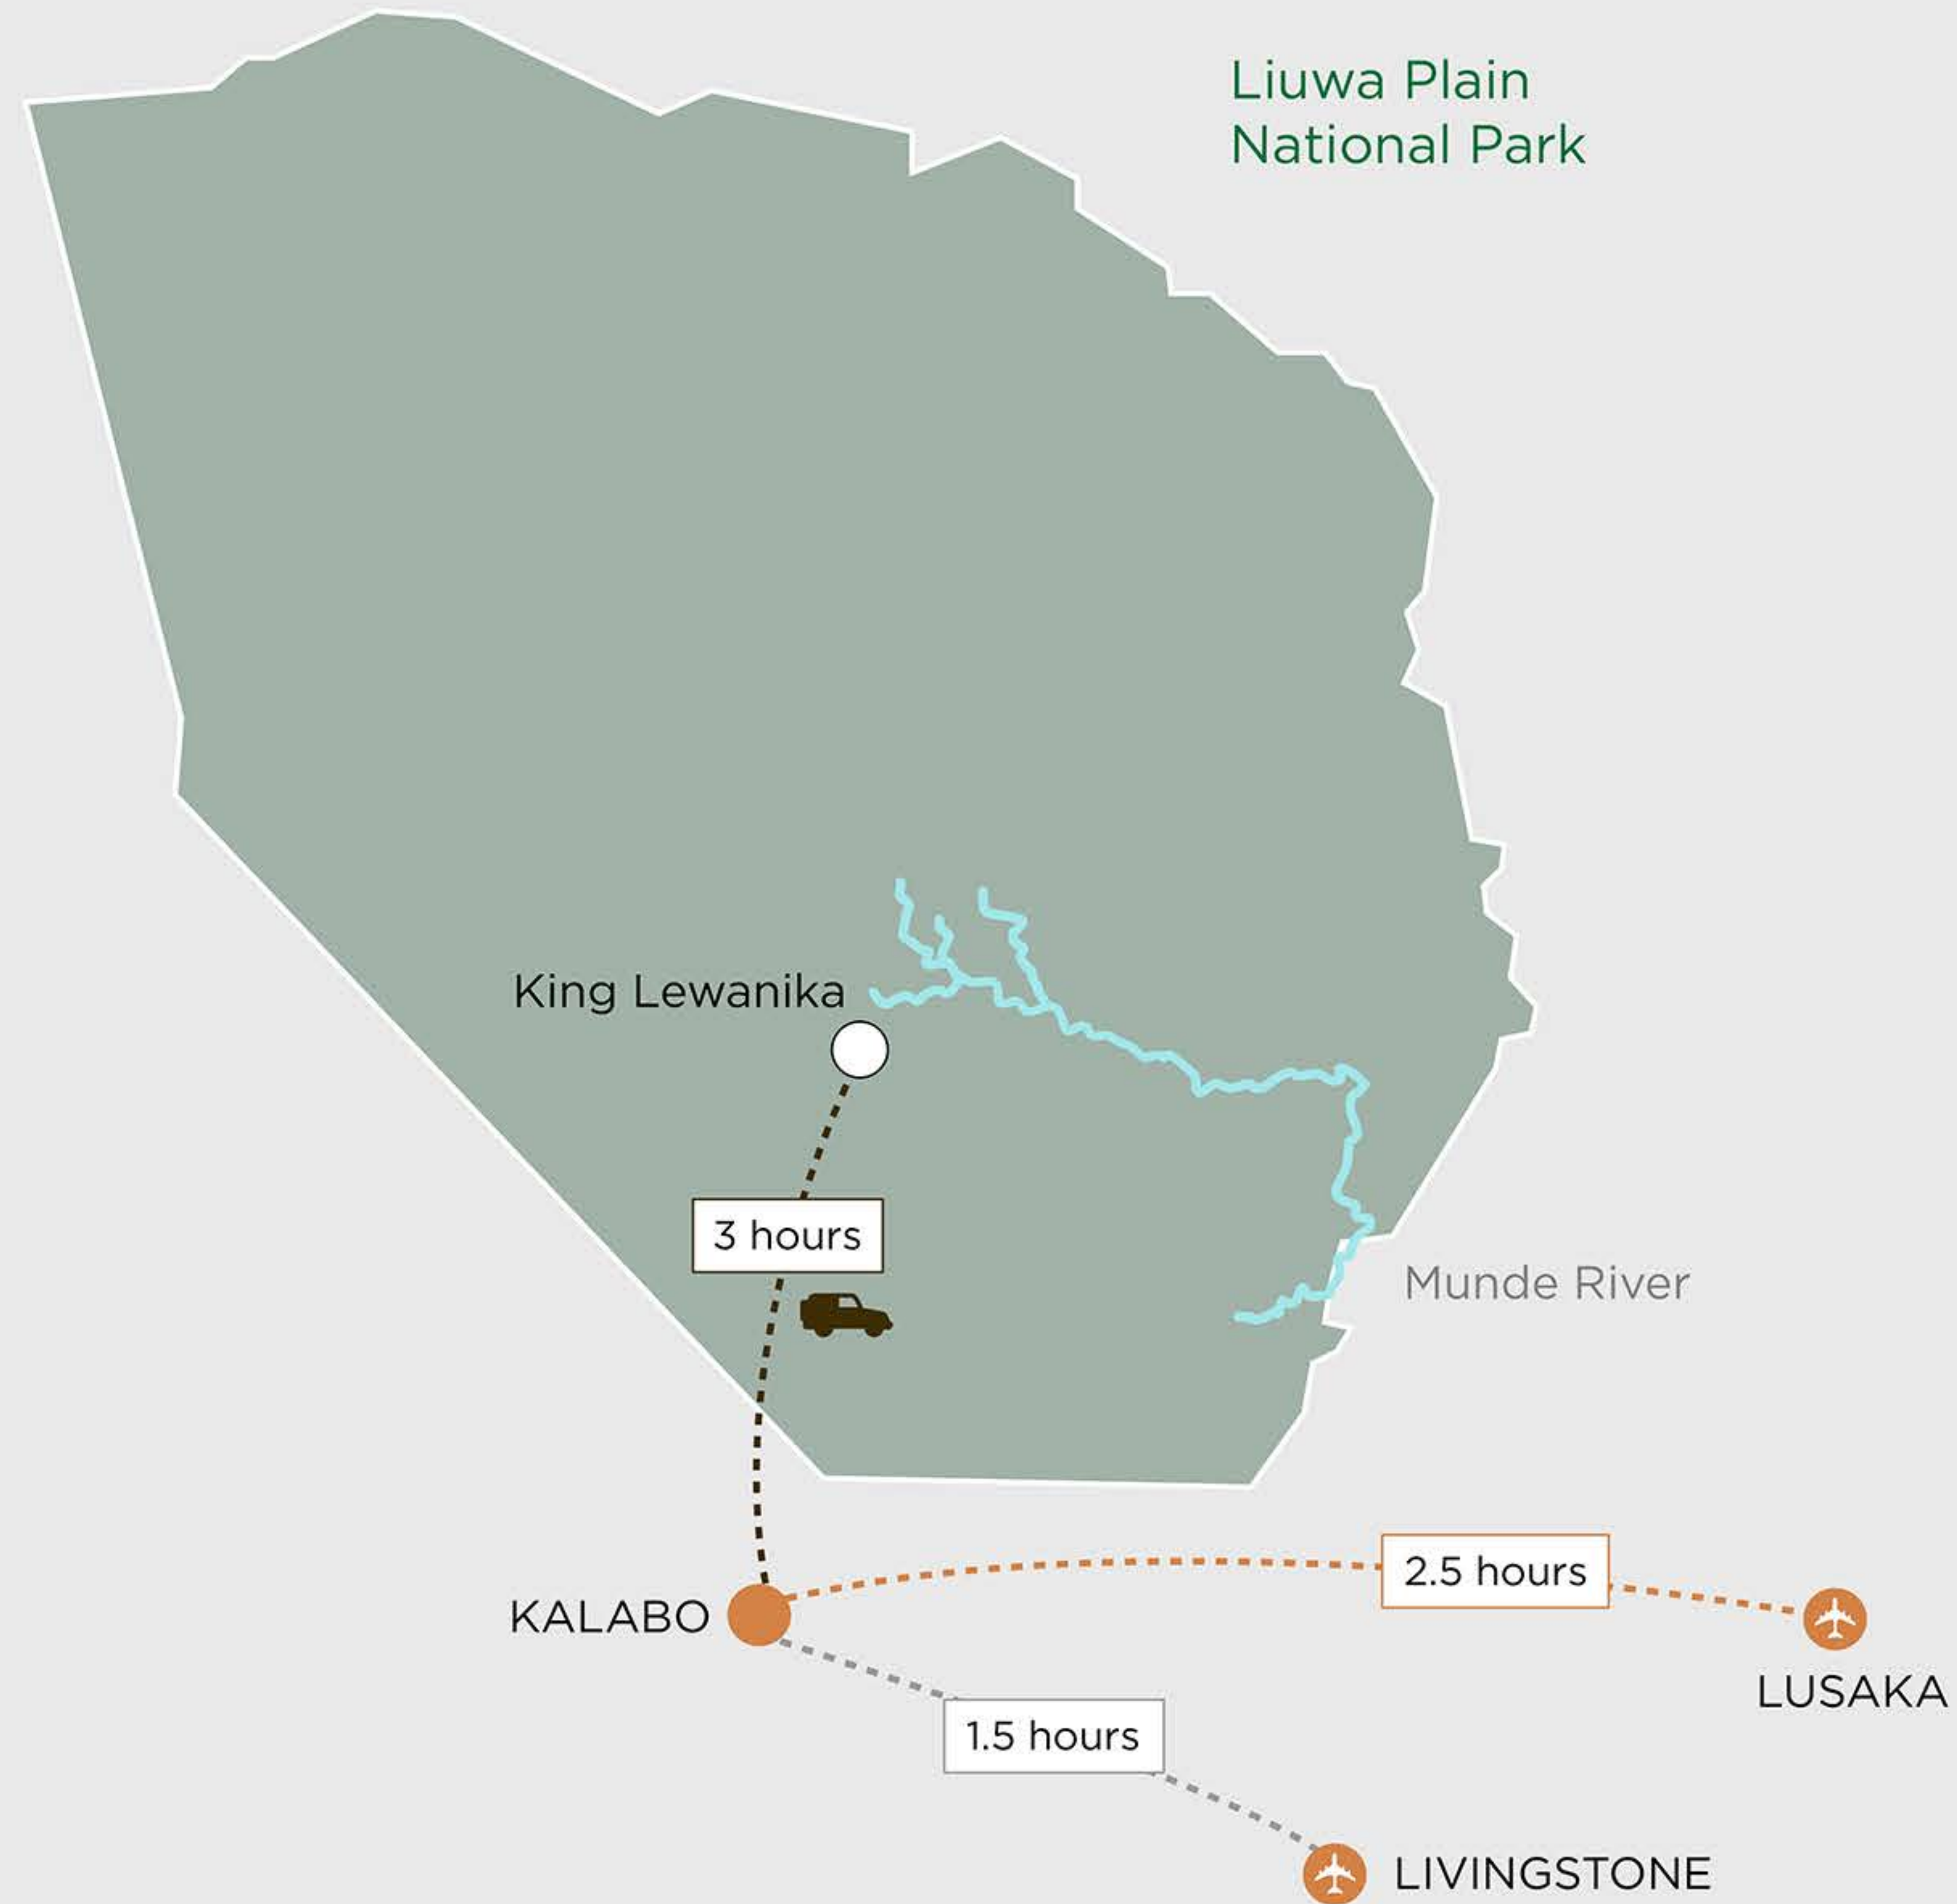 Liuwa Plain
National Park
King Lewanika
3 hours
Munde River
2.5 hours
KALABO
LUSAKA
1.5 hours
LIVINGSTONE